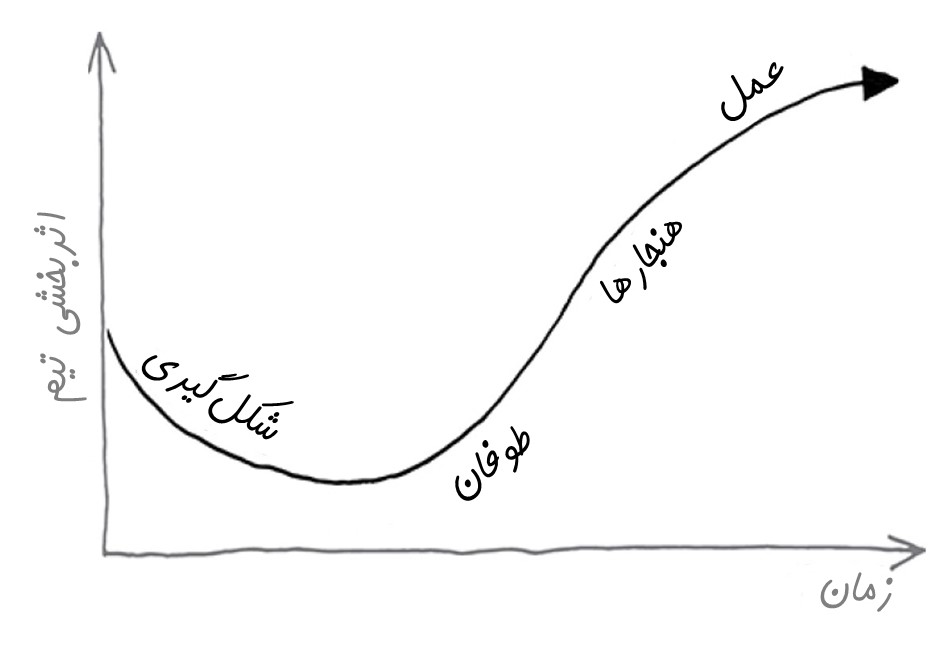 عمل
هنجارها
اثربخشی تیم
شکل‌گیری
طوفان
زمان